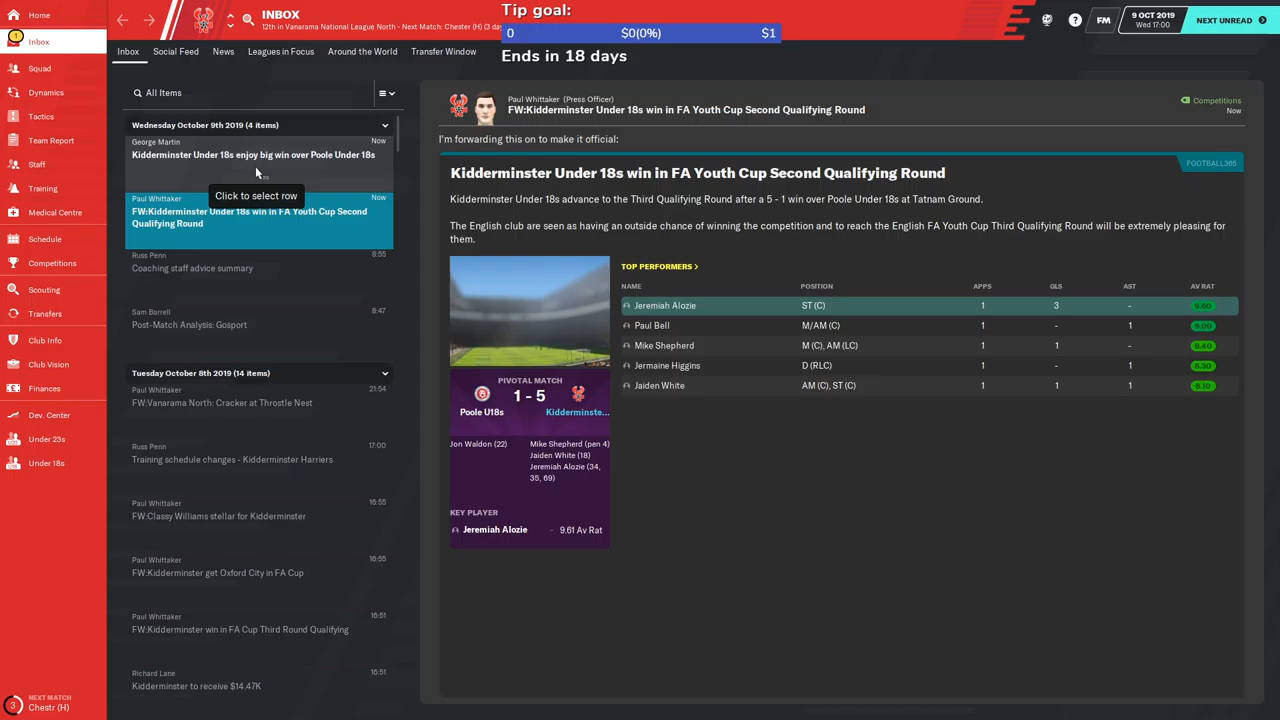 Home
INBOX
12th in Vanarama National League North - Next Match: Chester (H) (3 da
Tip goal:
0 $0(0%) $1
Ends in 18 days
?
FM
9 OCT 2019
Wed 17:00
NEXT UNREAD
1
Inbox
Squad
Dynamics
Tactics
Team Report
Staff
Training
Medical Centre
Schedule
Competitions
Scouting
Transfers
Club Info
Club Vision
Finances
Dev. Center
Under 23s
Under 18s
3
NEXT MATCH
Chestr (H)
Inbox Social Feed News Leagues in Focus Around the World Transfer Window
All Items
Wednesday October 9th 2019 (4 items)
George Martin Now
Kidderminster Under 18s enjoy big win over Poole Under 18s
Click to select row
Paul Whittaker Now
FW:Kidderminster Under 18s win in FA Youth Cup Second
Qualifying Round
Russ Penn 8:55
Coaching staff advice summary
Sam Barrell 8:47
Post-Match Analysis: Gosport
Tuesday October 8th 2019 (14 items)
Paul Whittaker 21:54
FW:Vanarama North: Cracker at Throstle Nest
Russ Penn 17:00
Training schedule changes - Kidderminster Harriers
Paul Whittaker 16:55
FW:Classy Williams stellar for Kidderminster
Paul Whittaker 16:55
FW:Kidderminster get Oxford City in FA Cup
Paul Whittaker 16:51
FW:Kidderminster win in FA Cup Third Round Qualifying
Richard Lane 16:51
Kidderminster to receive $14.47K
Paul Whittaker (Press Officer)
FW:Kidderminster Under 18s win in FA Youth Cup Second Qualifying Round
Competitions
Now
I'm forwarding this on to make it official:
FOOTBALL365
Kidderminster Under 18s win in FA Youth Cup Second Qualifying Round
Kidderminster Under 18s advance to the Third Qualifying Round after a 5 - 1 win over Poole Under 18s at Tatnam Ground.
The English club are seen as having an outside chance of winning the competition and to reach the English FA Youth Cup Third Qualifying Round will be extremely pleasing for
them.
PIVOTAL MATCH
1 - 5
Poole U18s Kidderminste...
Jon Waldon (22) Mike Shepherd (pen 4)
Jaiden White (18)
Jeremiah Alozie (34,
35, 69)
KEY PLAYER
Jeremiah Alozie - 9.61 Av Rat
TOP PERFORMERS >
NAME POSITION APPS GLS AST AV RAT
Jeremiah Alozie ST (C) 1 3 - 9.60
Paul Bell M/AM (C) 1 - 1 9.00
Mike Shepherd M (C), AM (LC) 1 1 - 8.40
Jermaine Higgins D (RLC) 1 - 1 8.30
Jaiden White AM (C), ST (C) 1 1 1 8.10